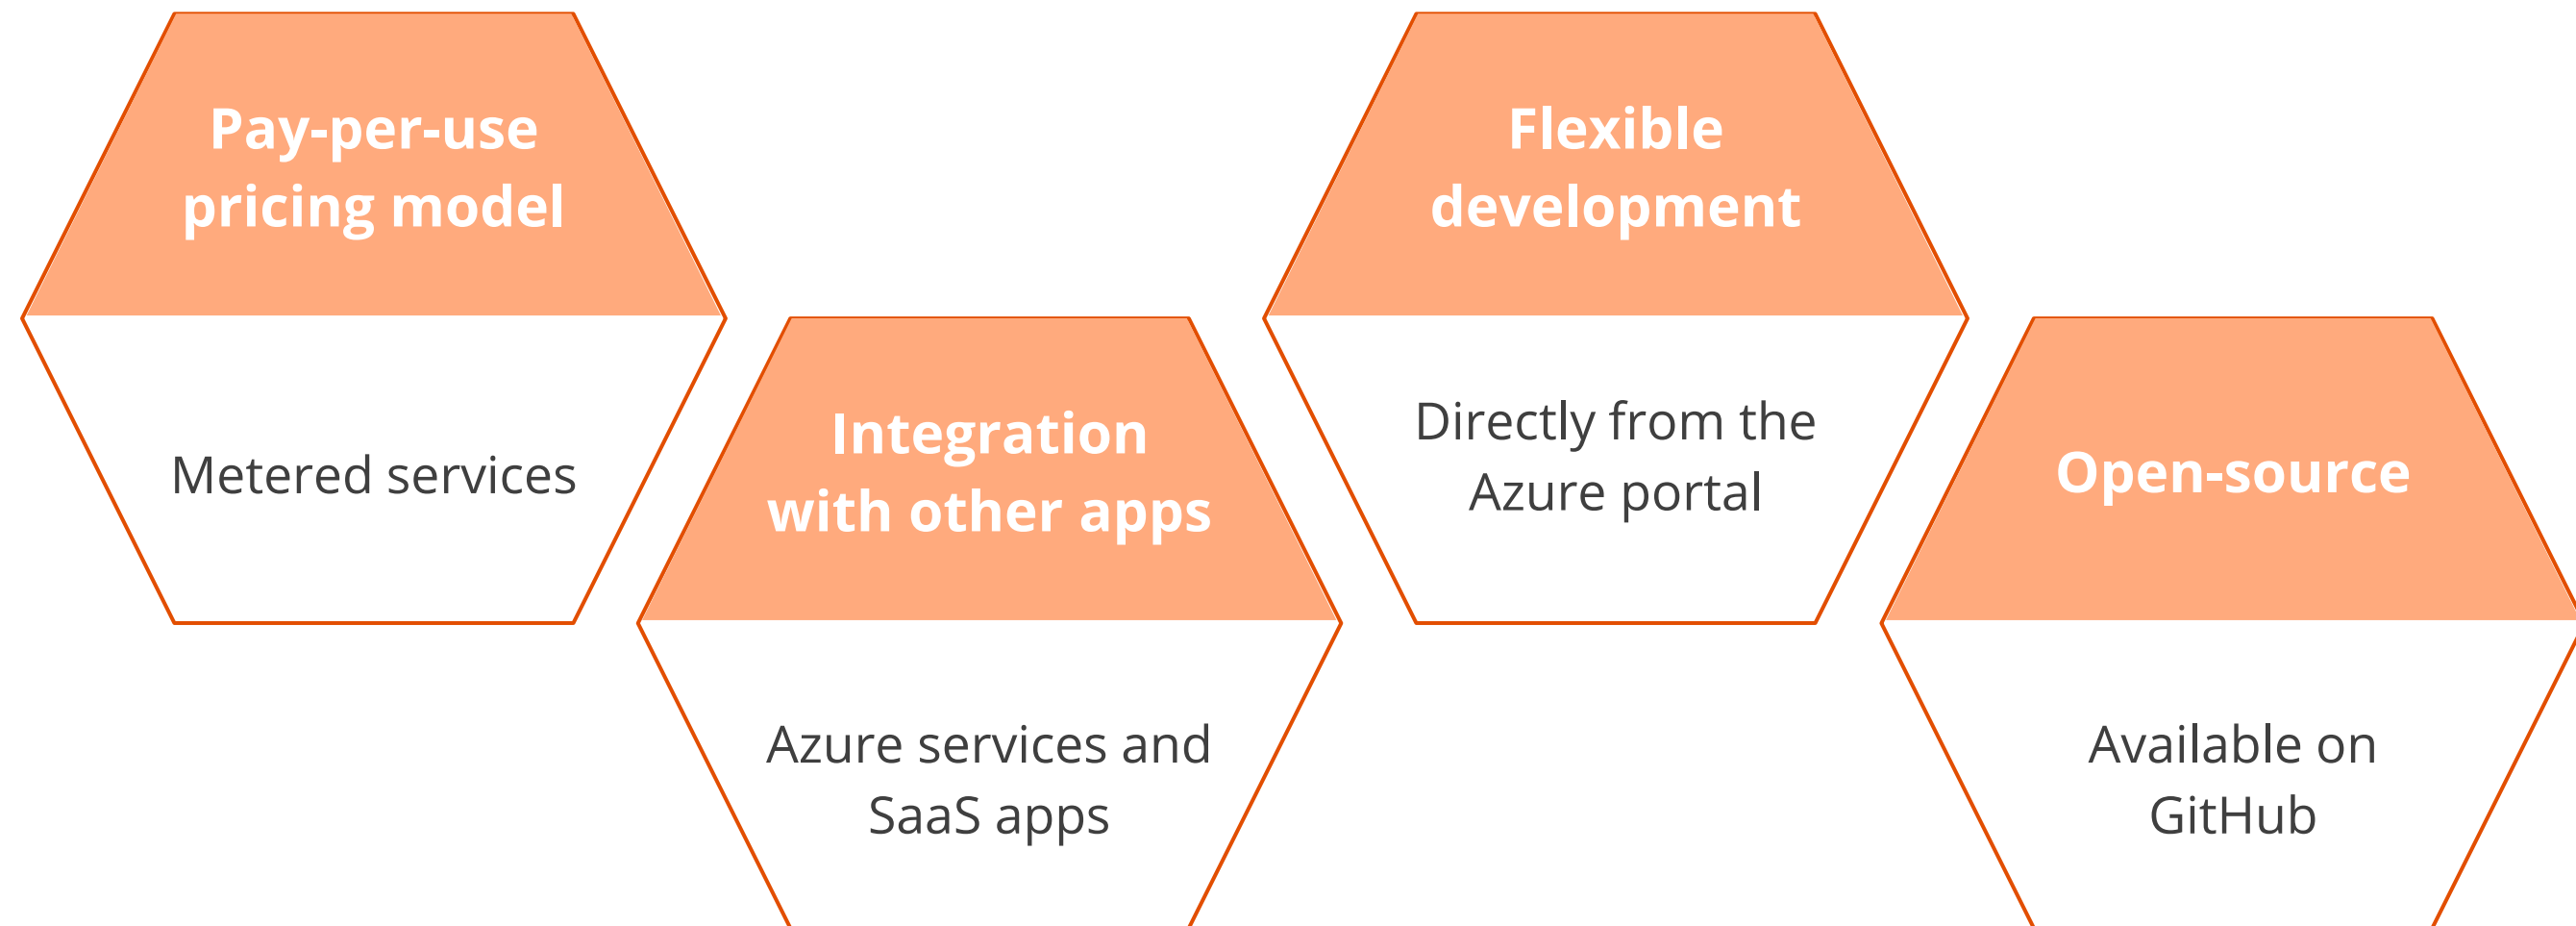 Pay-per-use
pricing model
Metered services
Integration
with other apps
Azure services and
SaaS apps
Flexible
development
Directly from the
Azure portal
Open-source
Available on
GitHub